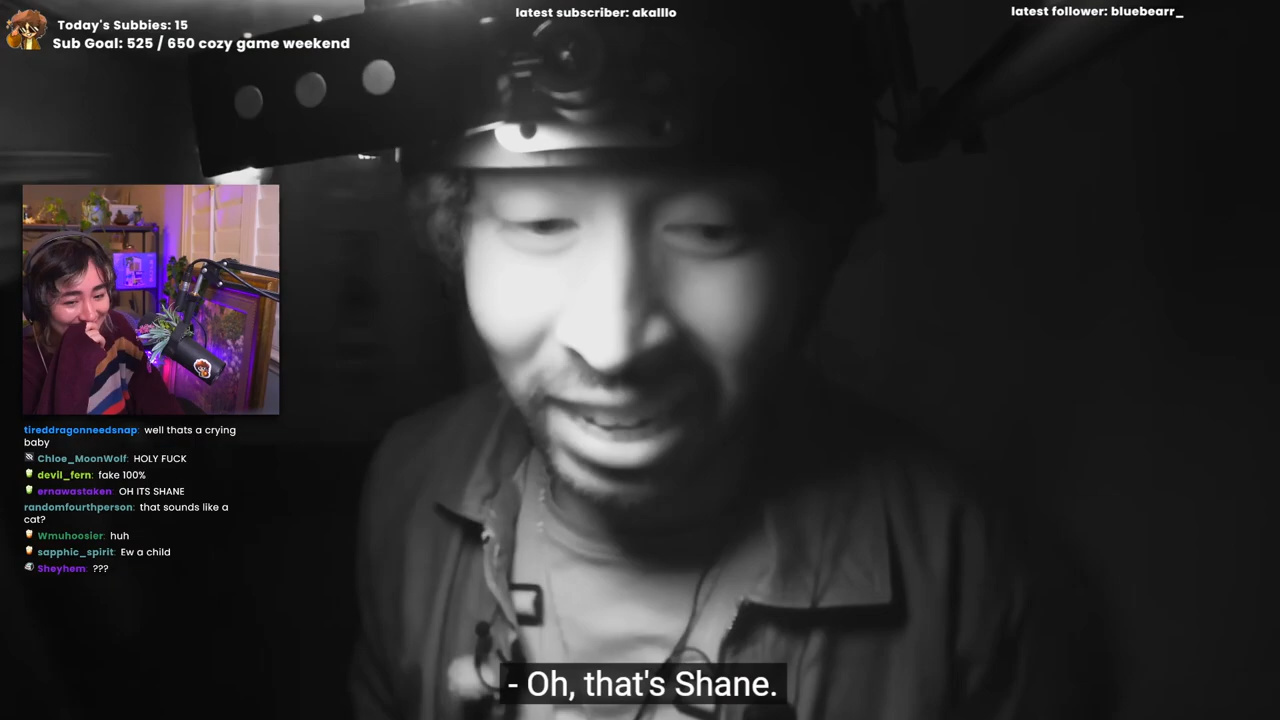 Today's Subbies: 15
Sub Goal: 525 / 650 cozy game weekend
latest subscriber: akalllo
latest follower: bluebearr_
tireddragonneedsnap: well thats a crying
baby
Chloe_MoonWolf: HOLY FUCK
devil_fern: fake 100%
ernawastaken: OH ITS SHANE
randomfourthperson: that sounds like a
cat?
Wmuhoosier: huh
sapphic_spirit: Ew a child
Sheyhem: ???
- Oh, that's Shane.